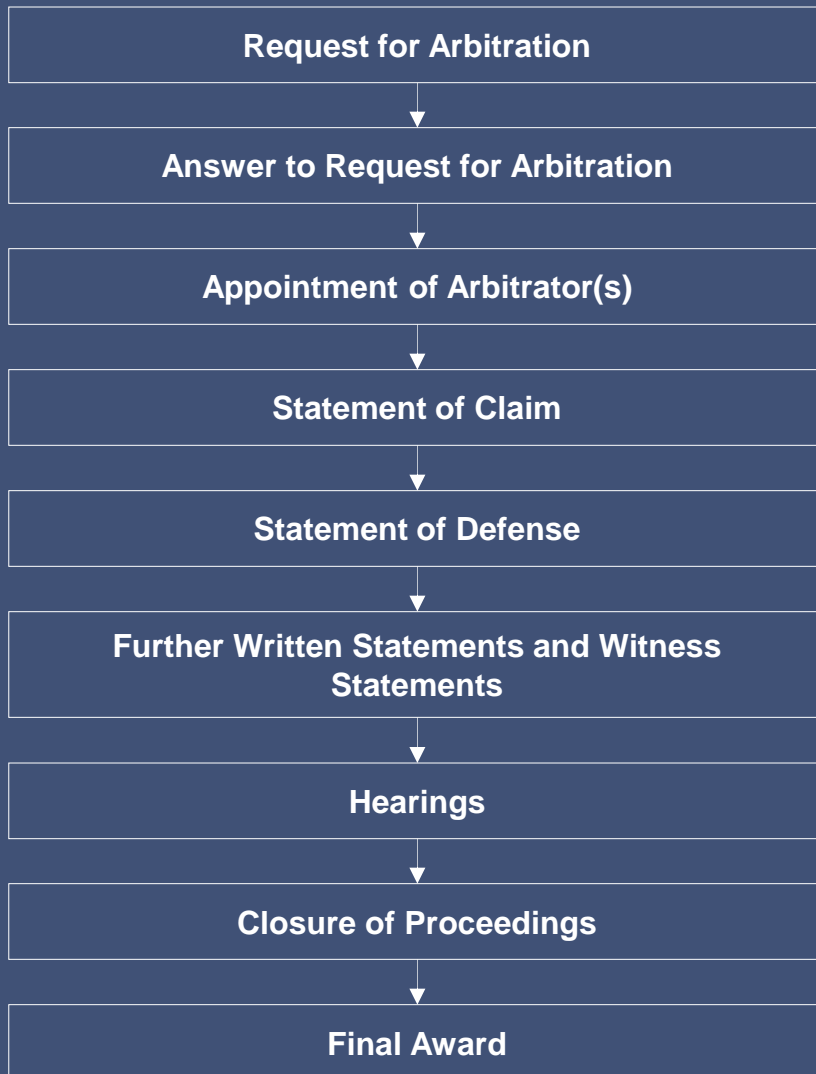 Request for Arbitration
Answer to Request for Arbitration
Appointment of Arbitrator(s)
Statement of Claim
Statement of Defense
Further Written Statements and Witness
Statements
Hearings
Closure of Proceedings
Final Award